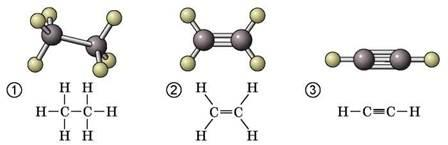 ① ② ③
H H
H—C—C—H
H H
H H
C=C
H H
H—C≡C—H